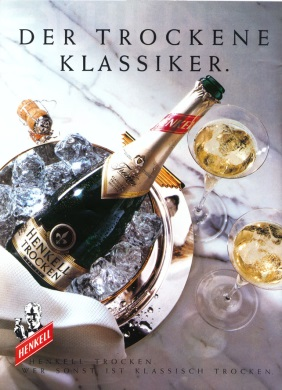 DER TROCKENE
KLASSIKER.
HENKELL
TROCKEN
HENKELL
HENKELL TROCKEN
WER SONST IST KLASSISCH TROCKEN